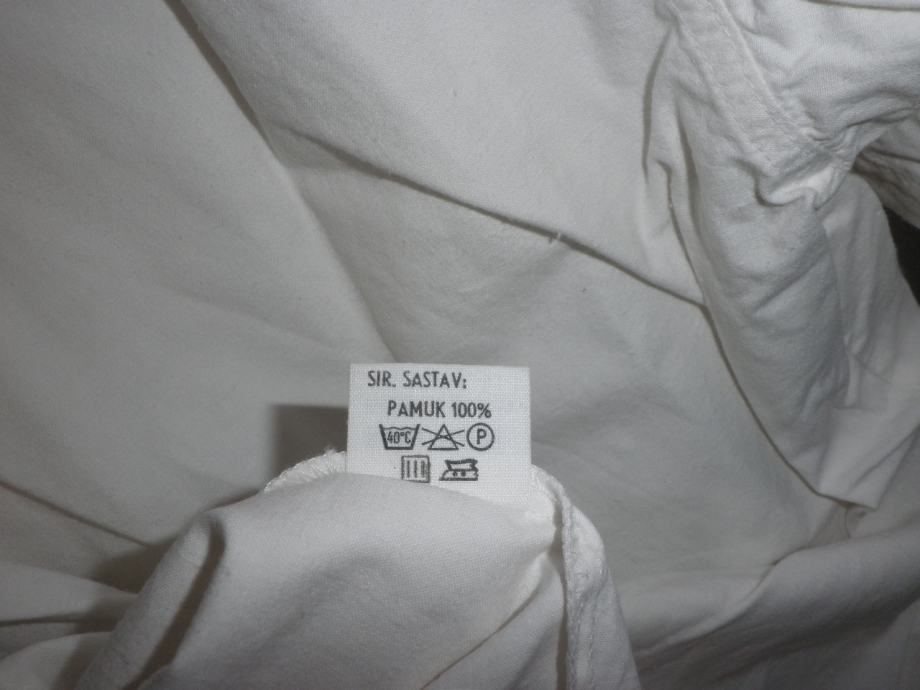 SIR. SASTAV:
PAMUK 100%
40°C P